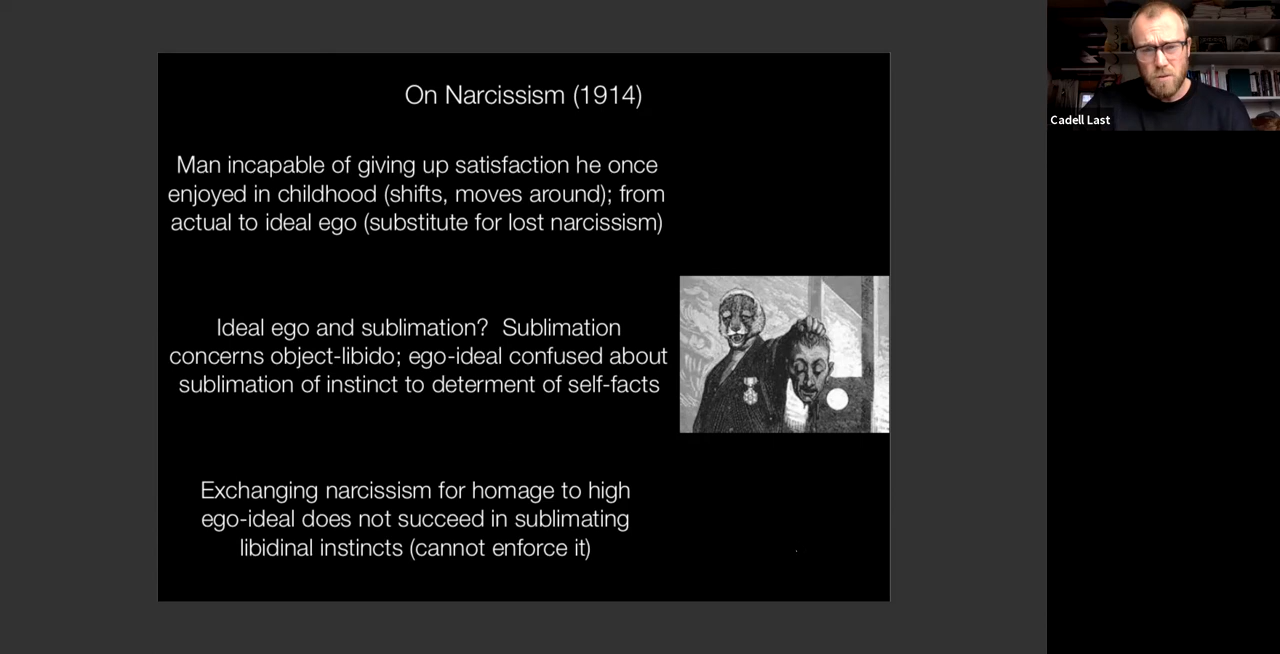 On Narcissism (1914)
Man incapable of giving up satisfaction he once
enjoyed in childhood (shifts, moves around); from
actual to ideal ego (substitute for lost narcissism)
Ideal ego and sublimation?  Sublimation
concerns object-libido; ego-ideal confused about
sublimation of instinct to determent of self-facts
Exchanging narcissism for homage to high
ego-ideal does not succeed in sublimating
libidinal instincts (cannot enforce it)
Cadell Last